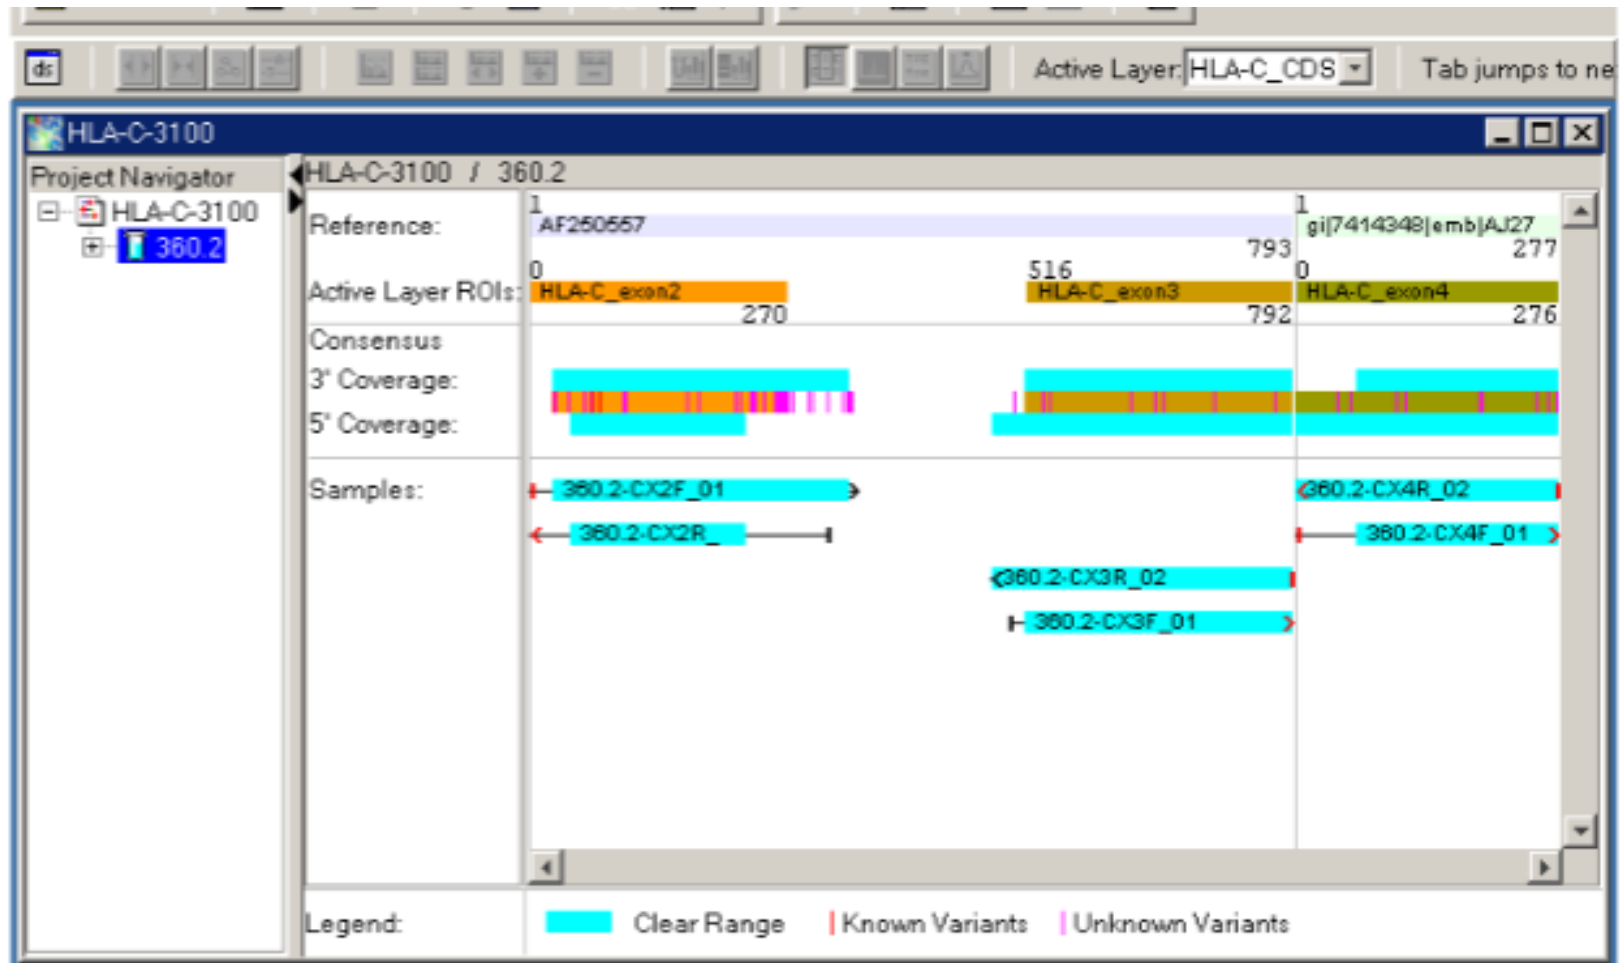 ds Active Layer: HLA-C_CDS Tab jumps to ne
HLA-C-3100
Project Navigator
HLA-C-3100
360.2
HLA-C-3100 / 360.2
Reference:
1 1
AF250557 gi|7414348|emb|AJ27
793 277
0 516 0
Active Layer ROIs: HLA-C_exon2 HLA-C_exon3 HLA-C_exon4
270 792 276
Consensus
3' Coverage:
5' Coverage:
Samples: 360.2-CX2F_01 360.2-CX4R_02
360.2-CX2R_ 360.2-CX4F_01
360.2-CX3R_02
360.2-CX3F_01
Legend: Clear Range Known Variants Unknown Variants